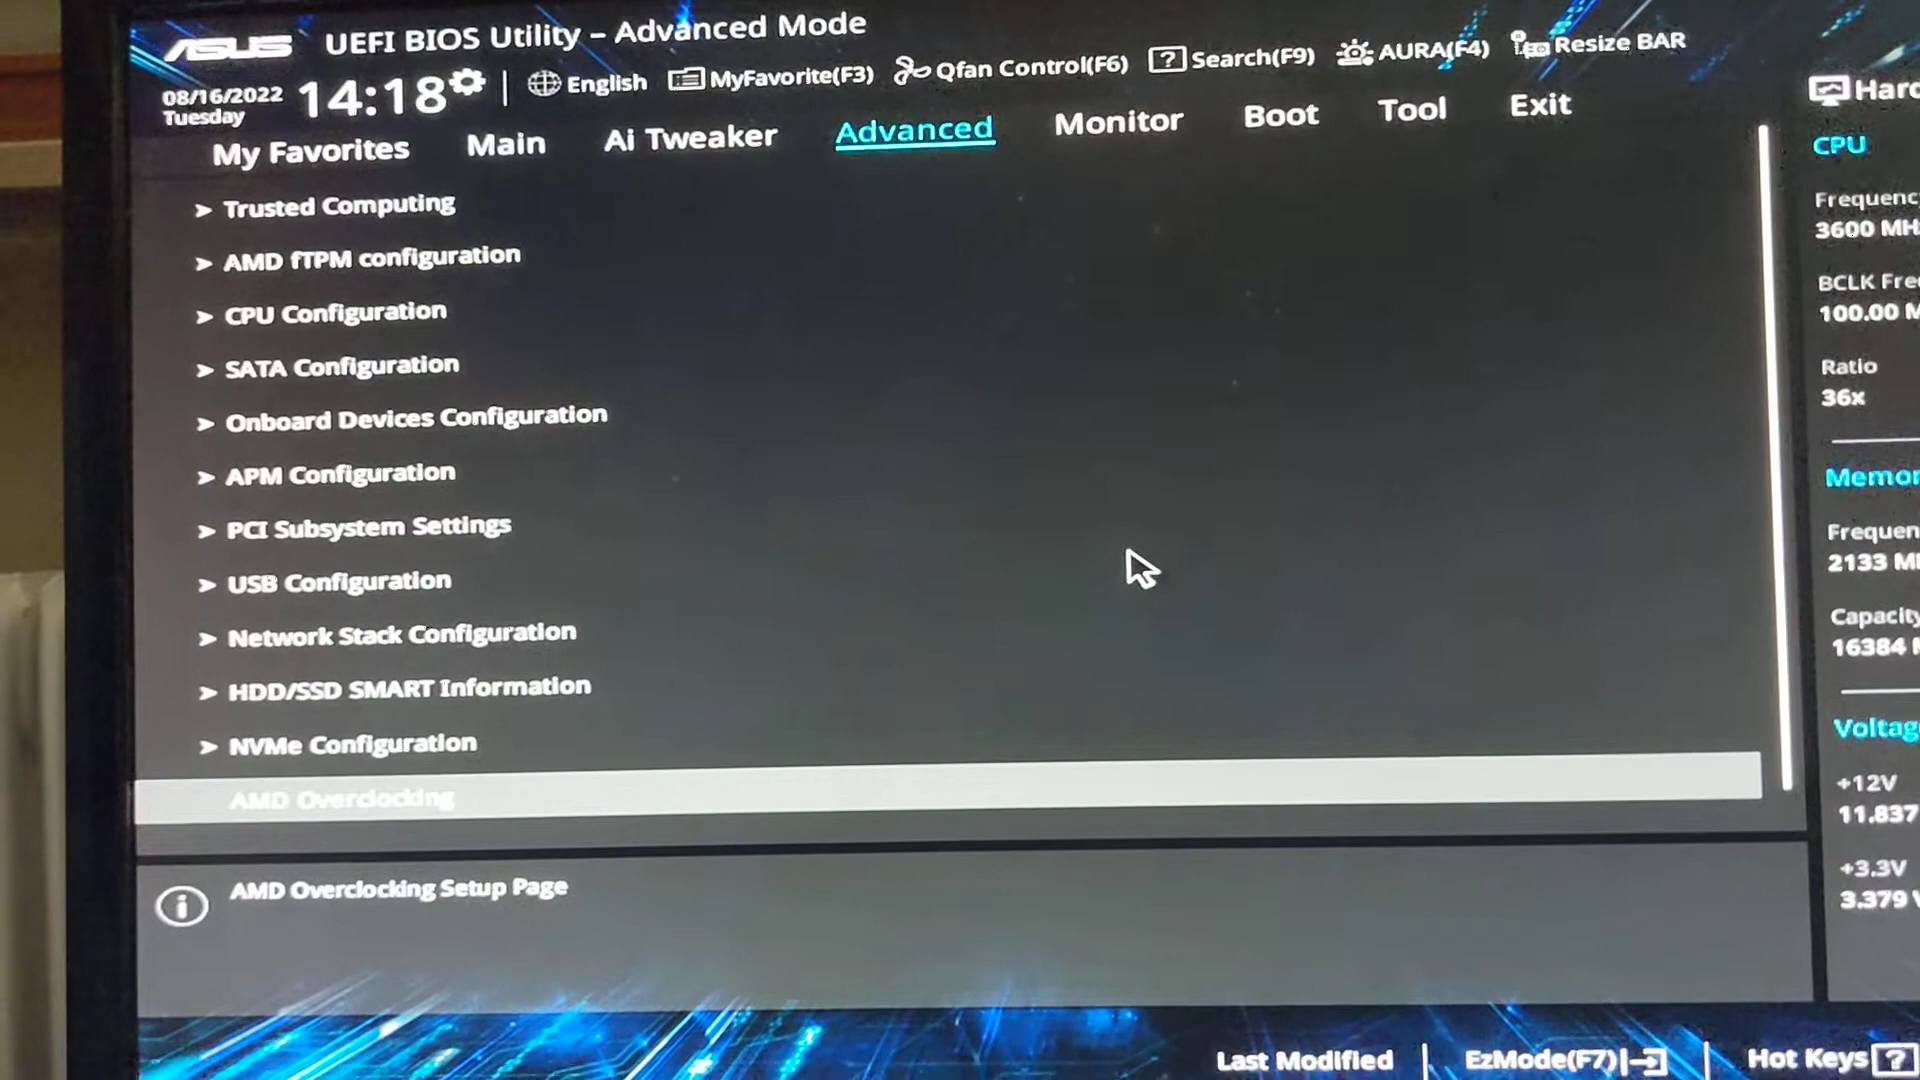 ASUS UEFI BIOS Utility – Advanced Mode
08/16/2022
Tuesday
14:18
English MyFavorite(F3) Qfan Control(F6) Search(F9) AURA(F4) Resize BAR
My Favorites Main Ai Tweaker Advanced Monitor Boot Tool Exit
Trusted Computing
AMD fTPM configuration
CPU Configuration
SATA Configuration
Onboard Devices Configuration
APM Configuration
PCI Subsystem Settings
USB Configuration
Network Stack Configuration
HDD/SSD SMART Information
NVMe Configuration
AMD Overclocking
AMD Overclocking Setup Page
CPU
3600
100.00
Ratio
36x
2133
16384
+12V
11.837
+3.3V
3.379
Last Modified EzMode(F7) Hot Keys ?